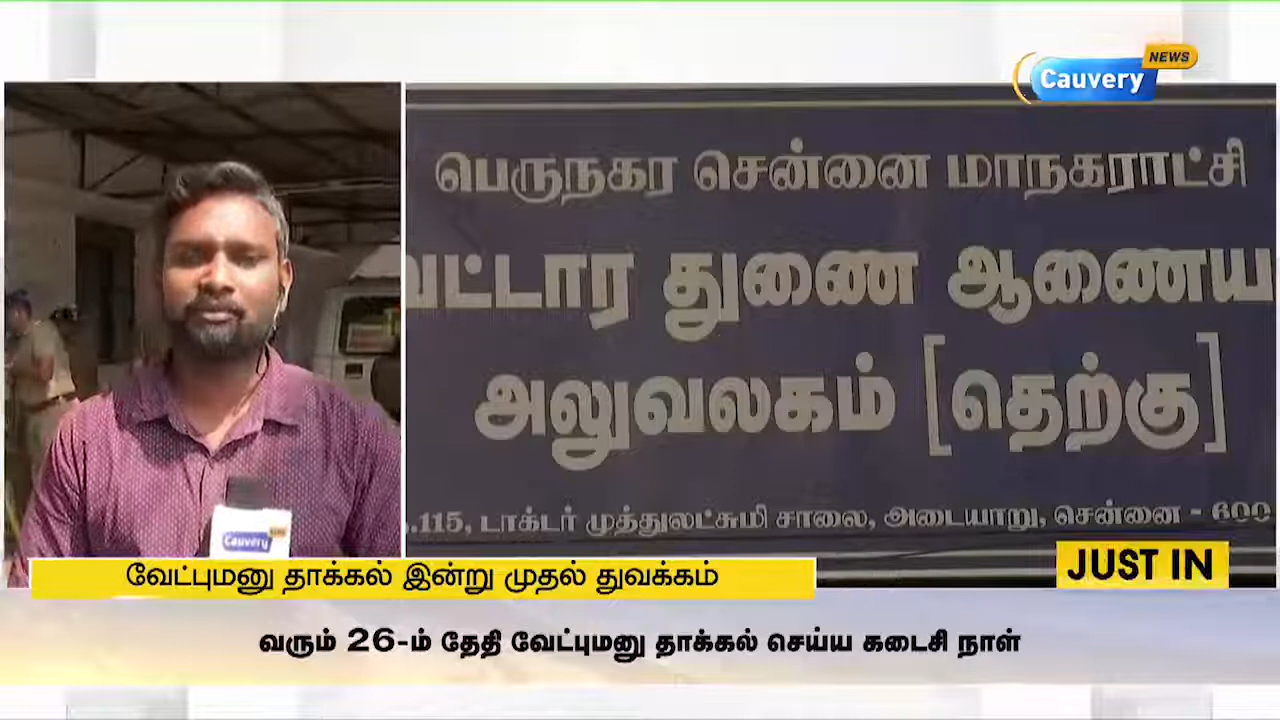 NEWS
Cauvery
பெருநகர சென்னை மாநகராட்சி
வட்டார துணை ஆணைய
அலுவலகம் [தெற்கு]
.115, டாக்டர் முத்துலட்சுமி சாலை, அடையாறு, சென்னை - 600
Cauvery
JUST IN
வேட்புமனு தாக்கல் இன்று முதல் துவக்கம்
வரும் 26-ம் தேதி வேட்புமனு தாக்கல் செய்ய கடைசி நாள்